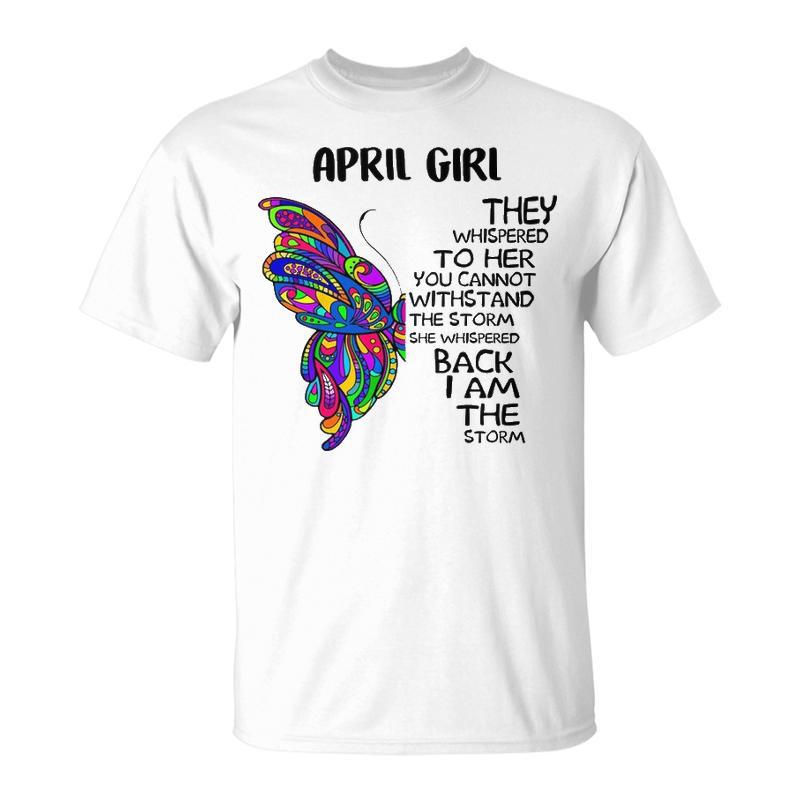 APRIL GIRL
THEY
WHISPERED
TO HER
YOU CANNOT
WITHSTAND
THE STORM
SHE WHISPERED
BACK
I AM
THE
STORM